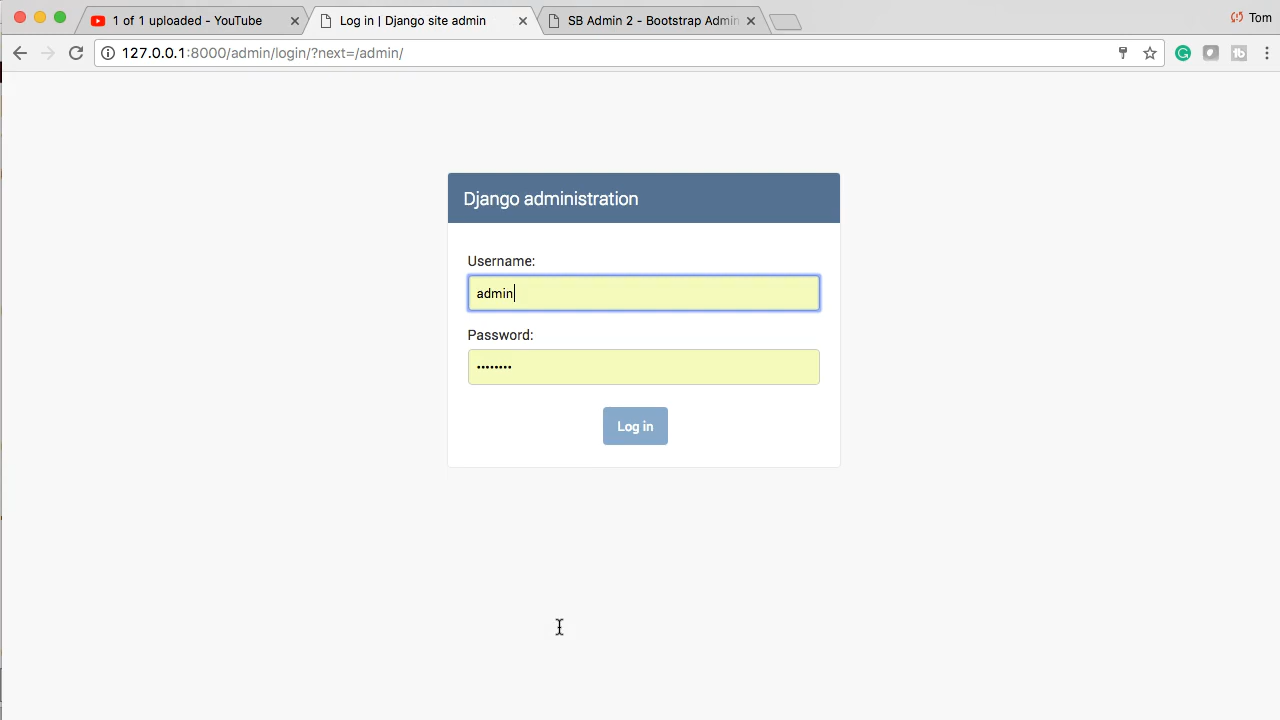 1 of 1 uploaded - YouTube
Log in | Django site admin
SB Admin 2 - Bootstrap Admin
Tom
127.0.0.1:8000/admin/login/?next=/admin/
Django administration
Username:
admin
Password:
••••••••
Log in